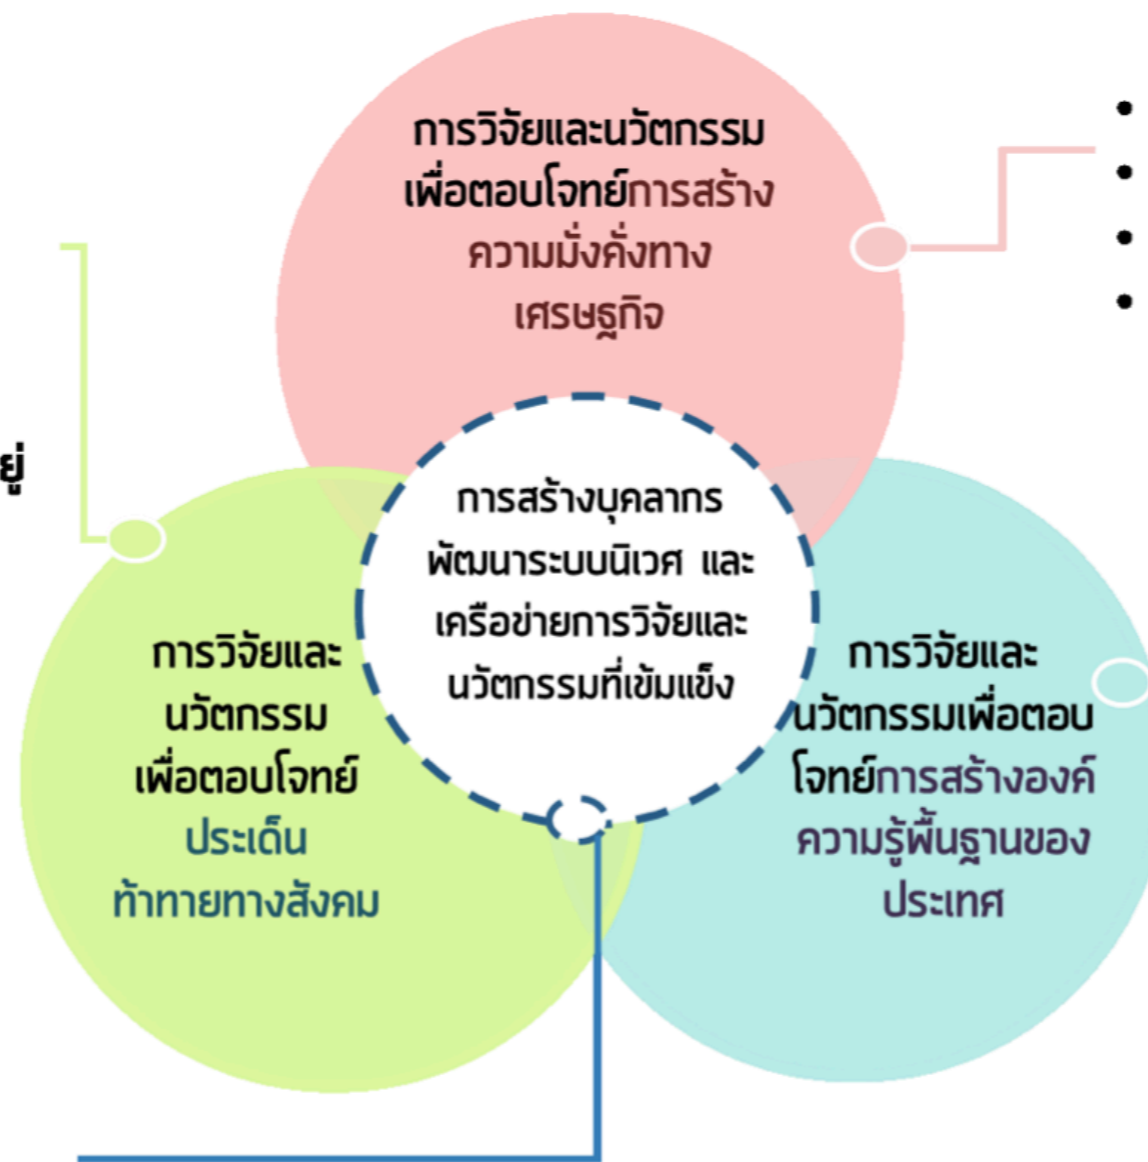 การวิจัยและนวัตกรรม
เพื่อตอบโจทย์การสร้าง
ความมั่งคั่งทาง
เศรษฐกิจ
ยู่
การสร้างบุคลากร
พัฒนาระบบนิเวศ และ
เครือข่ายการวิจัยและ
นวัตกรรมที่เข้มแข็ง
การวิจัยและ
นวัตกรรม
เพื่อตอบโจทย์
ประเด็น
ท้าทายทางสังคม
การวิจัยและ
นวัตกรรมเพื่อตอบ
โจทย์การสร้างองค์
ความรู้พื้นฐานของ
ประเทศ